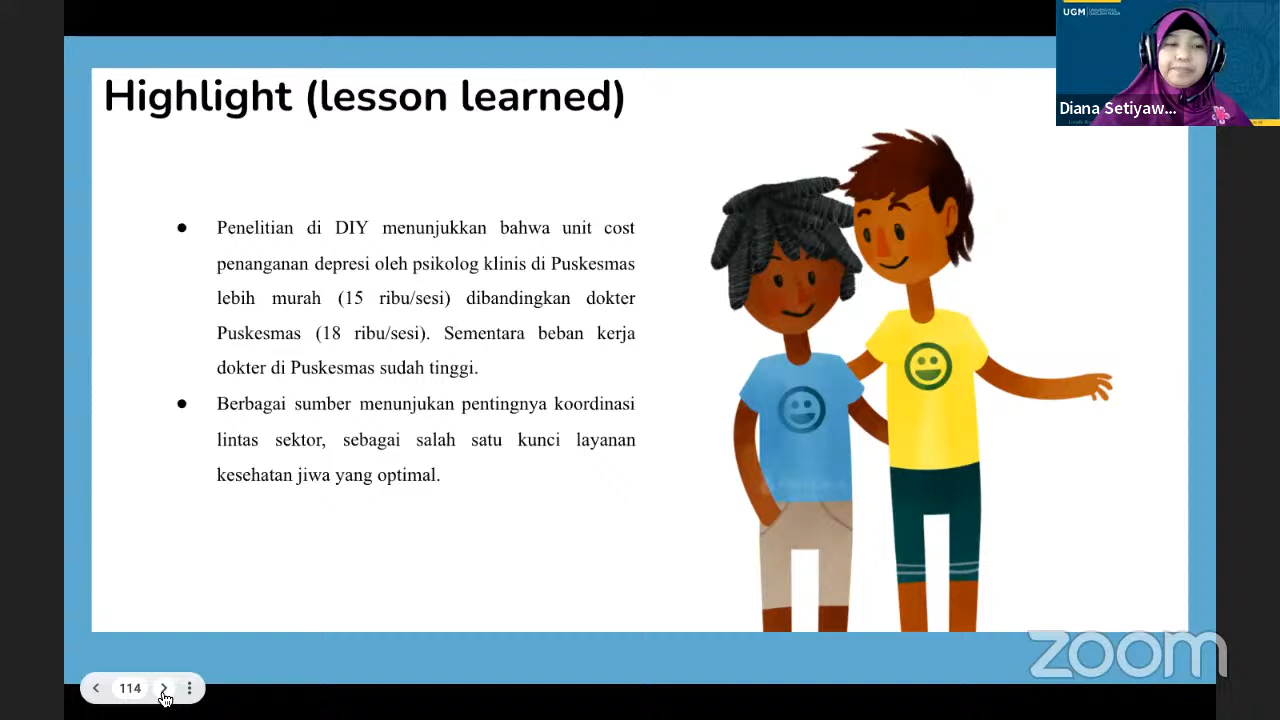 Highlight (lesson learned)
UGM
Diana Setiyaw...
● Penelitian di DIY menunjukkan bahwa unit cost
penanganan depresi oleh psikolog klinis di Puskesmas
lebih murah (15 ribu/sesi) dibandingkan dokter
Puskesmas (18 ribu/sesi). Sementara beban kerja
dokter di Puskesmas sudah tinggi.
● Berbagai sumber menunjukan pentingnya koordinasi
lintas sektor, sebagai salah satu kunci layanan
kesehatan jiwa yang optimal.
zoom
114